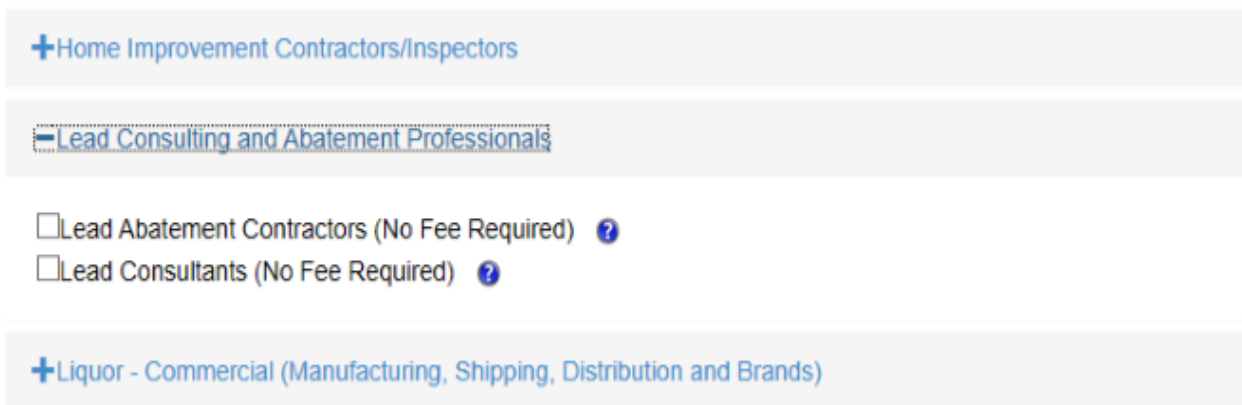 +Home Improvement Contractors/Inspectors
−Lead Consulting and Abatement Professionals
Lead Abatement Contractors (No Fee Required) ?
Lead Consultants (No Fee Required) ?
+Liquor - Commercial (Manufacturing, Shipping, Distribution and Brands)